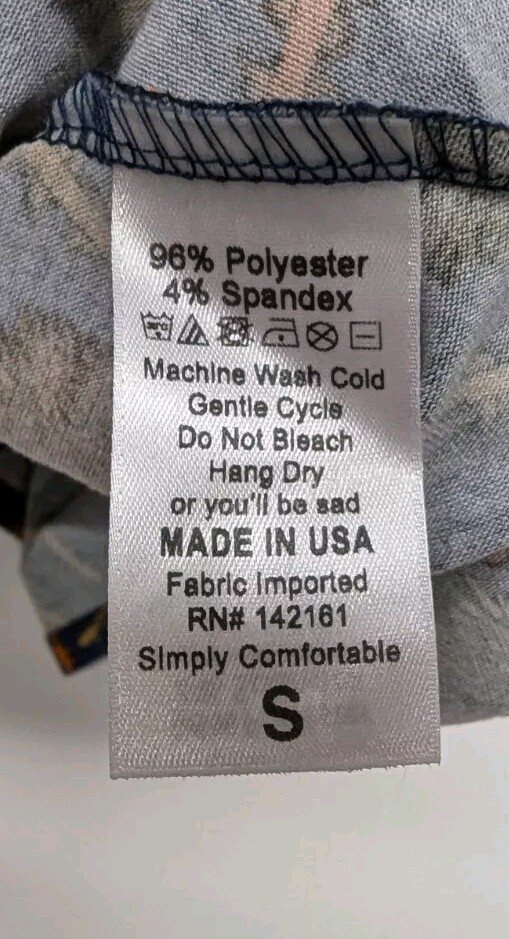 96% Polyester
4% Spandex
Machine Wash Cold
Gentle Cycle
Do Not Bleach
Hang Dry
or you'll be sad
MADE IN USA
Fabric Imported
RN# 142161
Simply Comfortable
S